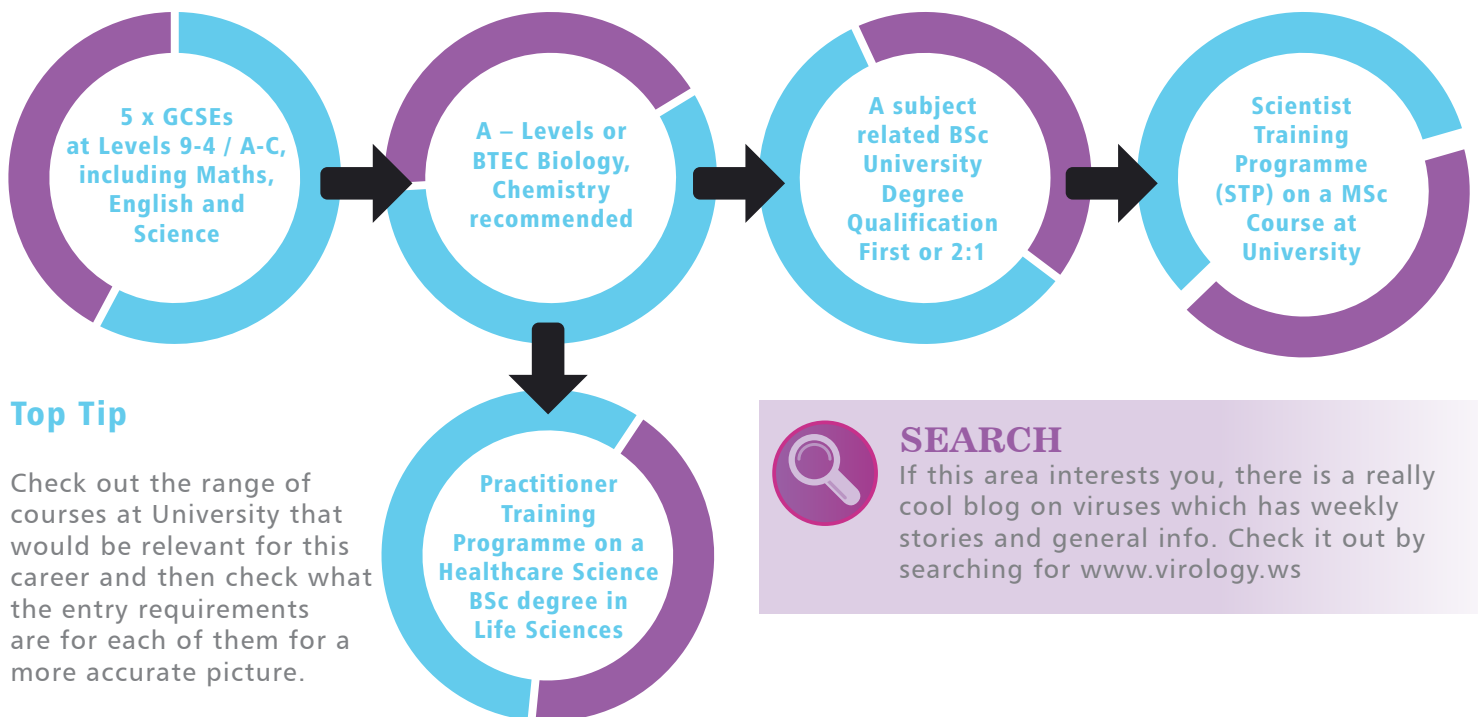 5 x GCSEs
at Levels 9-4 / A-C,
including Maths,
English and
Science
A – Levels or
BTEC Biology,
Chemistry
recommended
A subject
related BSc
University
Degree
Qualification
First or 2:1
Scientist
Training
Programme
(STP) on a MSc
Course at
University
Practitioner
Training
Programme on a
Healthcare Science
BSc degree in
Life Sciences
Top Tip
Check out the range of
courses at University that
would be relevant for this
career and then check what
the entry requirements
are for each of them for a
more accurate picture.
SEARCH
If this area interests you, there is a really
cool blog on viruses which has weekly
stories and general info. Check it out by
searching for www.virology.ws